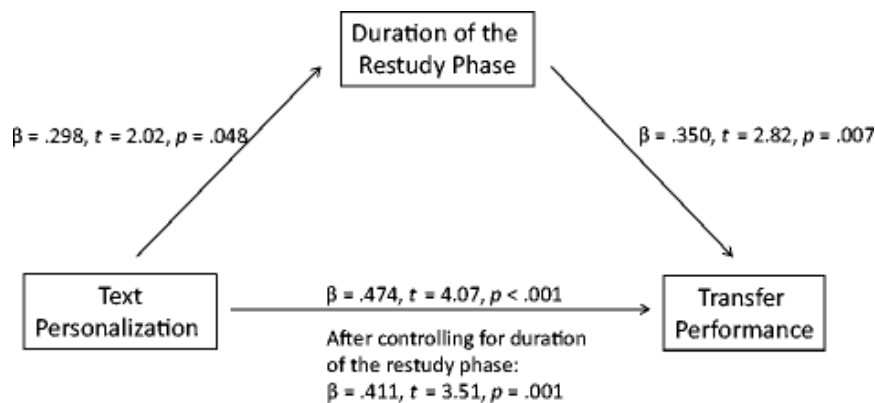 Duration of the
Restudy Phase
β = .298, t = 2.02, p = .048
β = .350, t = 2.82, p = .007
Text
Personalization
β = .474, t = 4.07, p < .001
After controlling for duration
of the restudy phase:
β = .411, t = 3.51, p = .001
Transfer
Performance